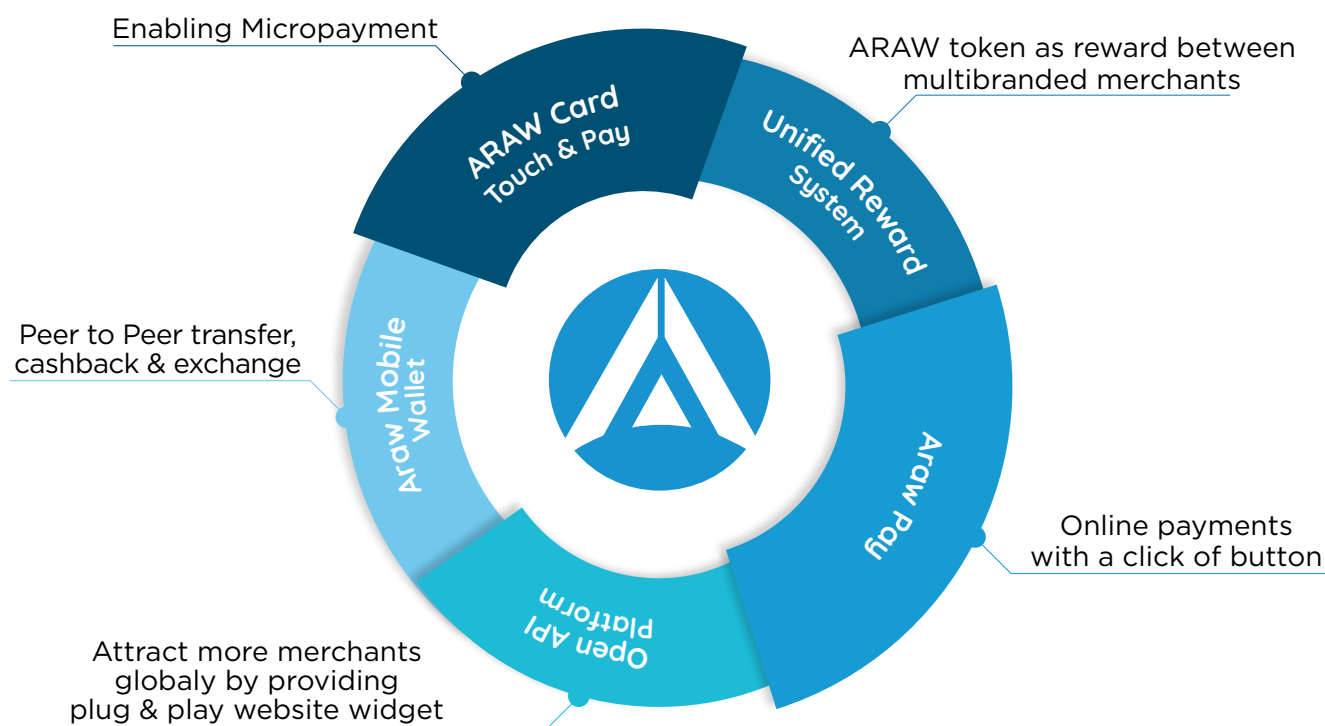 Enabling Micropayment
ARAW token as reward between
multibranded merchants
ARAW Card
Touch & Pay
Unified Reward
System
Peer to Peer transfer,
cashback & exchange
Araw Mobile
Wallet
Araw Pay
Online payments
with a click of button
Open API
Platform
Attract more merchants
globaly by providing
plug & play website widget